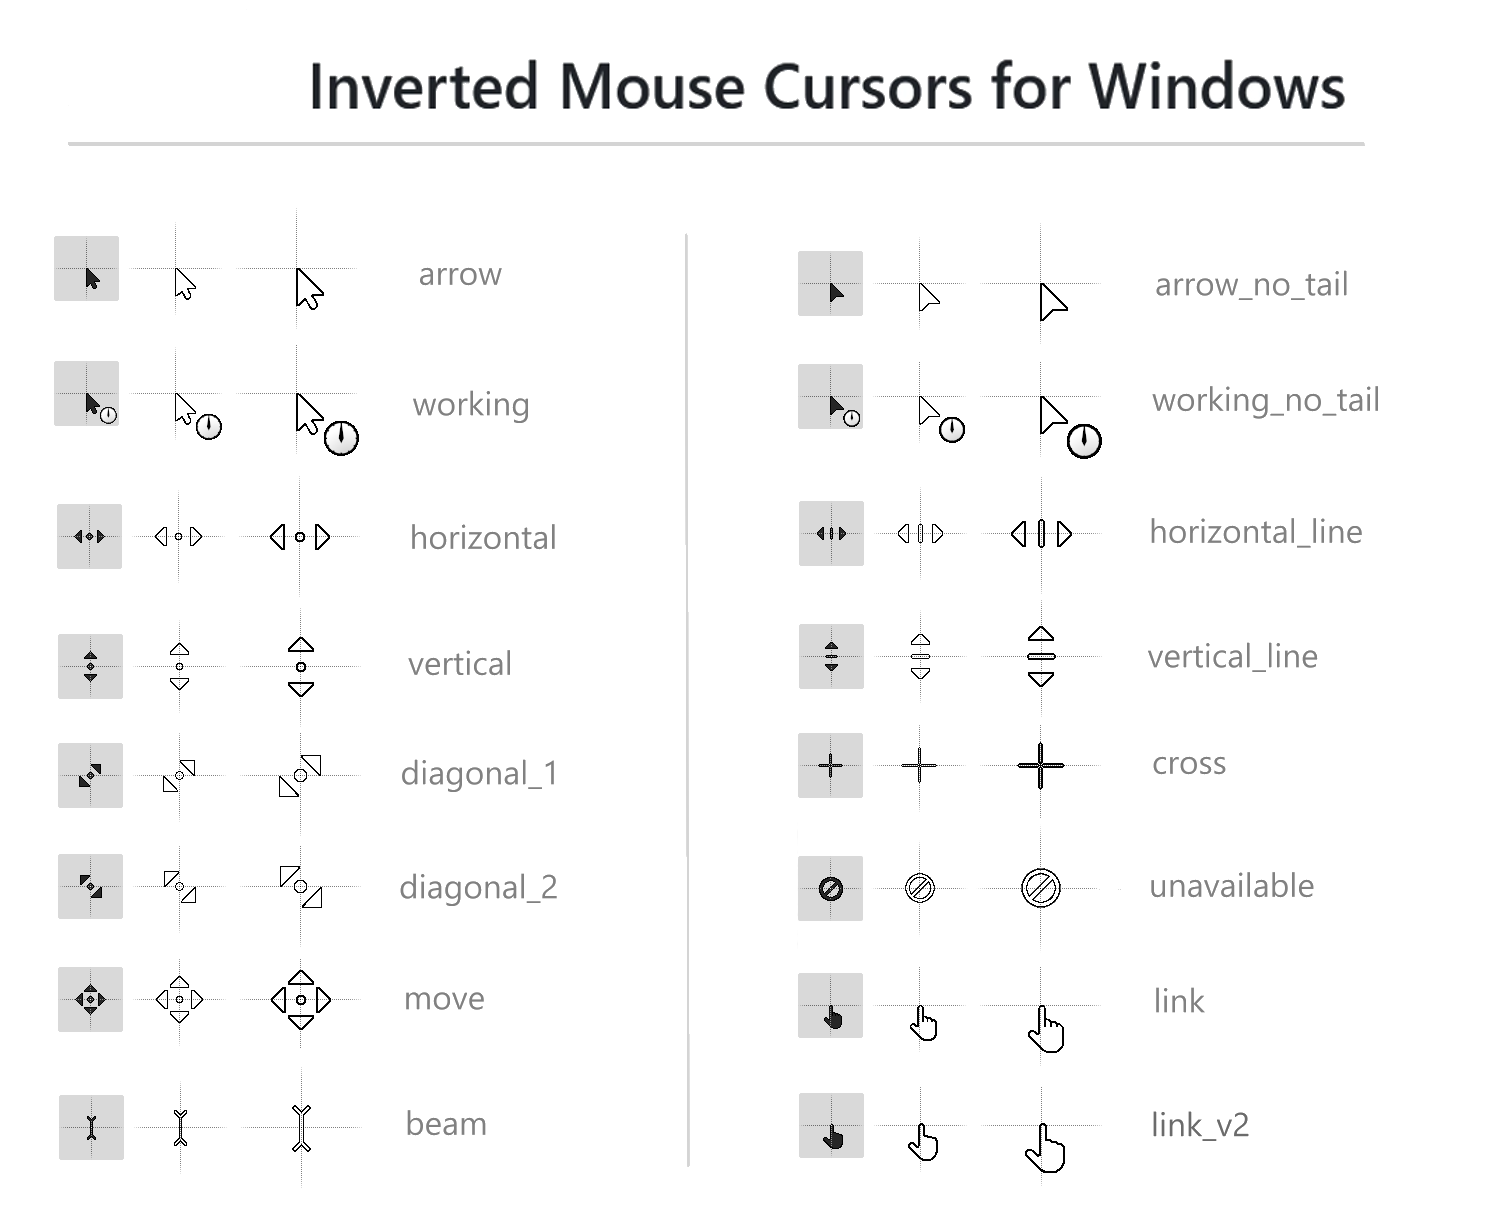 Inverted Mouse Cursors for Windows
arrow
working
horizontal
vertical
diagonal_1
diagonal_2
move
beam
arrow_no_tail
working_no_tail
horizontal_line
vertical_line
cross
unavailable
link
link_v2